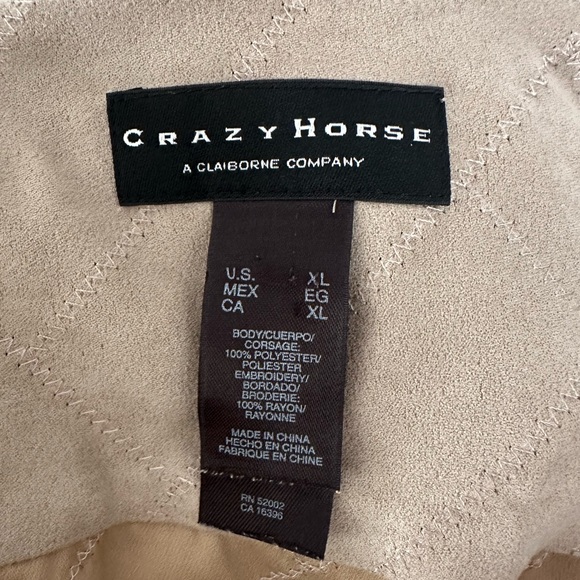 CRAZY HORSE
A CLAIBORNE COMPANY
U.S. XL
MEX EG
CA XL
BODY/CUERPO/
CORSAGE:
100% POLYESTER/
POLIESTER
EMBROIDERY/
BORDADO/
BRODERIE:
100% RAYON/
RAYONNE
MADE IN CHINA
HECHO EN CHINA
FABRIQUE EN CHINA
RN 52002
CA 16396